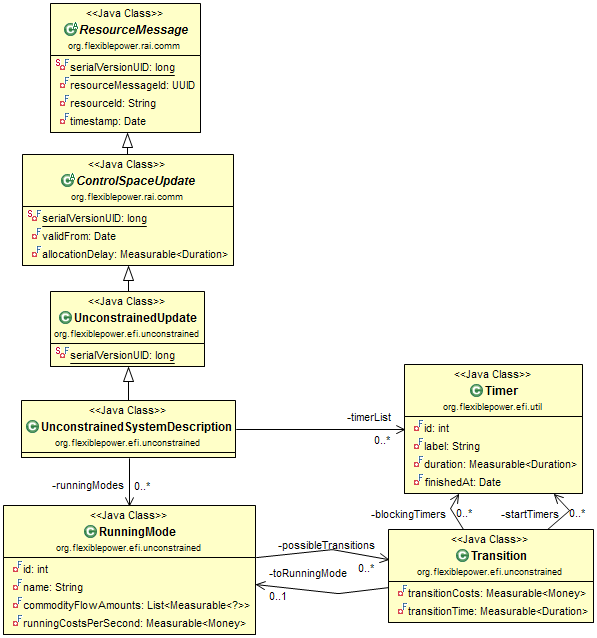 <<Java Class>>
ResourceMessage
org.flexiblepower.rai.comm
serialVersionUID: long
resourceMessageId: UUID
resourceId: String
timestamp: Date
<<Java Class>>
ControlSpaceUpdate
org.flexiblepower.rai.comm
serialVersionUID: long
validFrom: Date
allocationDelay: Measurable<Duration>
<<Java Class>>
UnconstrainedUpdate
org.flexiblepower.efi.unconstrained
serialVersionUID: long
<<Java Class>>
UnconstrainedSystemDescription
org.flexiblepower.efi.unconstrained
-timerList
0..*
<<Java Class>>
Timer
org.flexiblepower.efi.util
id: int
label: String
duration: Measurable<Duration>
finishedAt: Date
-runningModes
0..*
<<Java Class>>
RunningMode
org.flexiblepower.efi.unconstrained
id: int
name: String
commodityFlowAmounts: List<Measurable<?>>
runningCostsPerSecond: Measurable<Money>
-blockingTimers
0..*
-startTimers
0..*
-possibleTransitions
0..*
-toRunningMode
0..1
<<Java Class>>
Transition
org.flexiblepower.efi.unconstrained
transitionCosts: Measurable<Money>
transitionTime: Measurable<Duration>